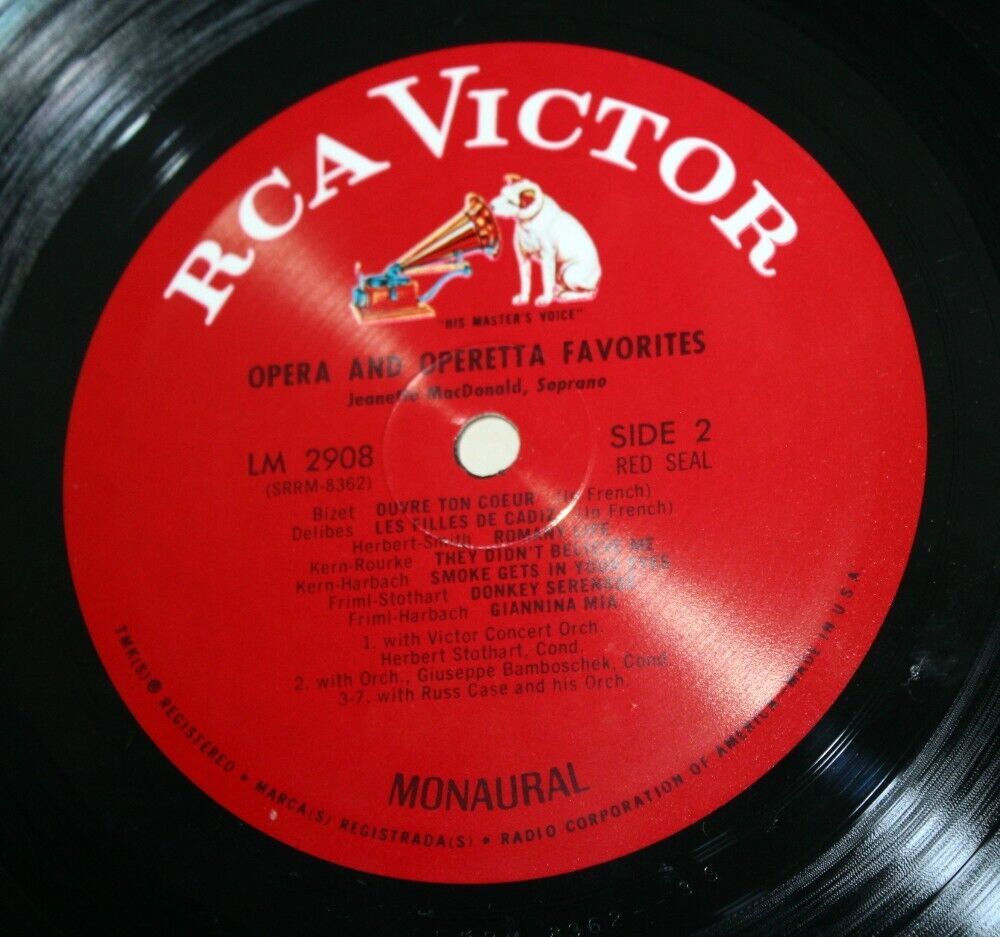 RCA VICTOR
"HIS MASTER'S VOICE"
OPERA AND OPERETTA FAVORITES
Jeanette MacDonald, Soprano
LM 2908
(SRRM-8362)
SIDE 2
RED SEAL
Bizet OUVRE TON COEUR (In French)
Delibes LES FILLES DE CADIZ (In French)
Herbert-Smith ROMANY LIFE
Kern-Rourke THEY DIDN'T BELIEVE ME
Kern-Harbach SMOKE GETS IN YOUR EYES
Friml-Stothart DONKEY SERENADE
Friml-Harbach GIANNINA MIA
1. with Victor Concert Orch.
Herbert Stothart, Cond.
2. with Orch., Giuseppe Bamboschek, Cond.
3-7. with Russ Case and his Orch.
MONAURAL
TMK(S) ® REGISTERED • MARCA(S) REGISTRADA(S) • RADIO CORPORATION OF AMERICA-MADE IN U.S.A.